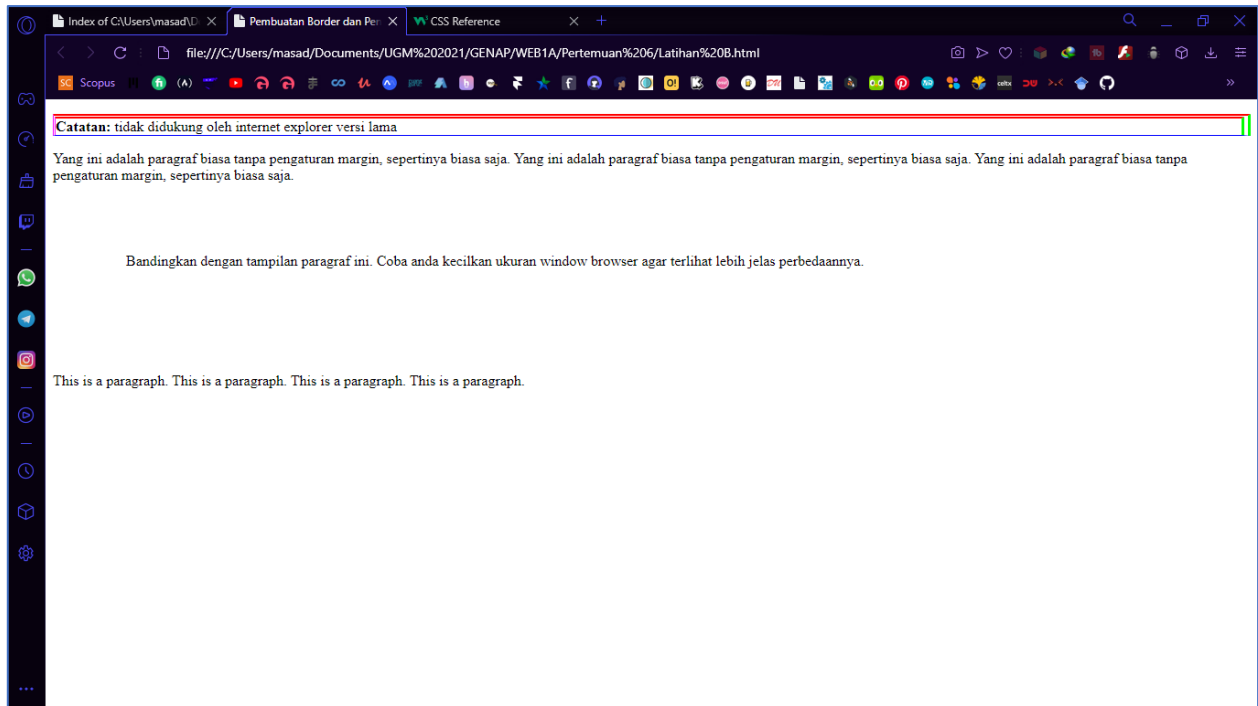 Index of C:\Users\masad\D
Pembuatan Border dan Pen
CSS Reference
file:///C:/Users/masad/Documents/UGM%202021/GENAP/WEB1A/Pertemuan%206/Latihan%20B.html
SC Scopus
Catatan: tidak didukung oleh internet explorer versi lama
Yang ini adalah paragraf biasa tanpa pengaturan margin, sepertinya biasa saja. Yang ini adalah paragraf biasa tanpa pengaturan margin, sepertinya biasa saja. Yang ini adalah paragraf biasa tanpa
pengaturan margin, sepertinya biasa saja.
Bandingkan dengan tampilan paragraf ini. Coba anda kecilkan ukuran window browser agar terlihat lebih jelas perbedaannya.
This is a paragraph. This is a paragraph. This is a paragraph. This is a paragraph.